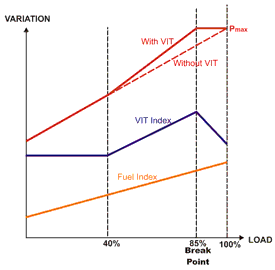 VARIATION
With VIT
Pmax
Without VIT
VIT Index
Fuel Index
LOAD
40%
85%
100%
Break
Point